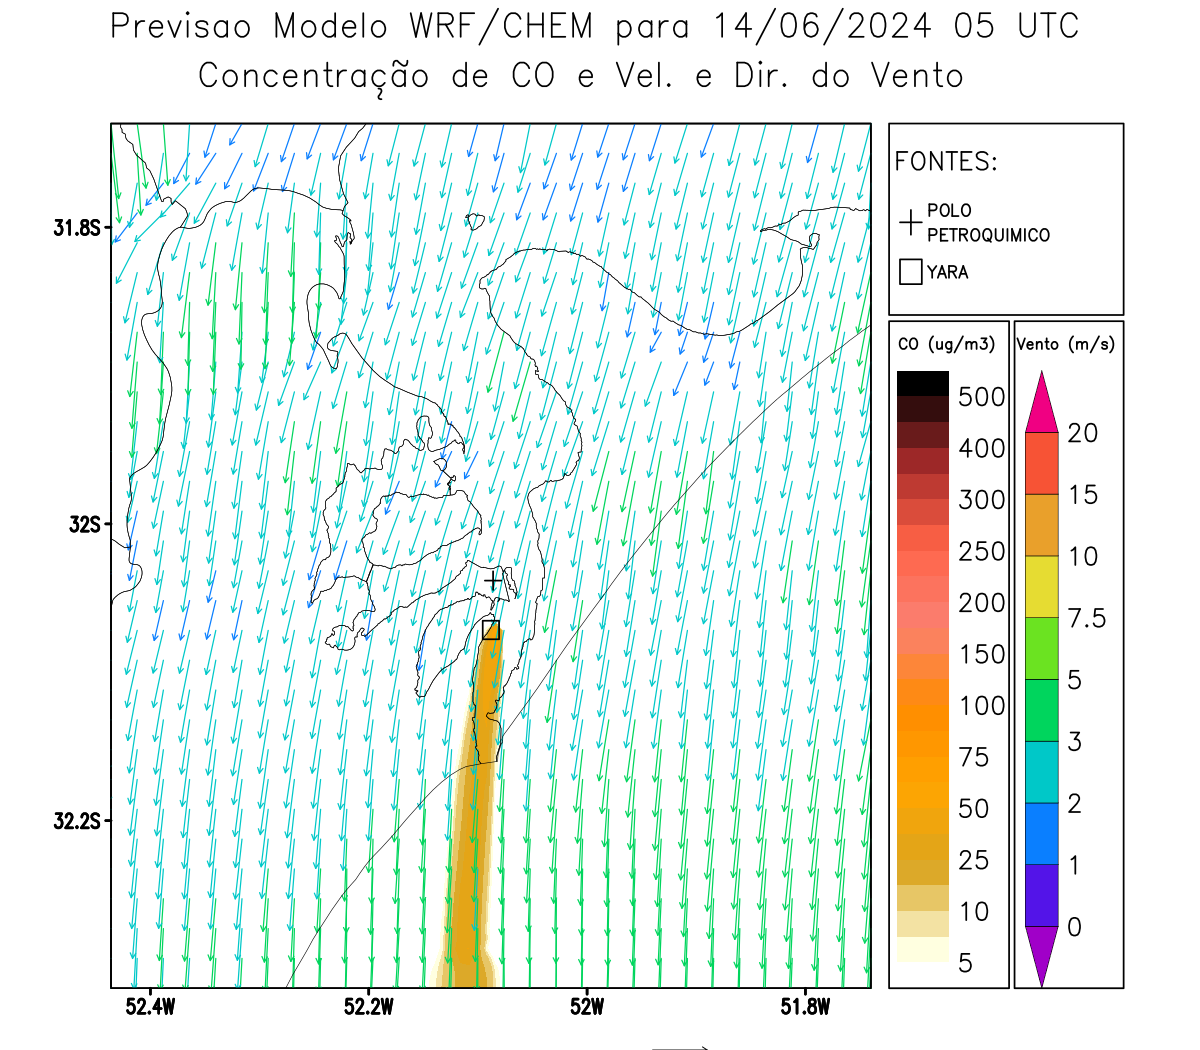 Previsao Modelo WRF/CHEM para 14/06/2024 05 UTC
Concentração de CO e Vel. e Dir. do Vento
FONTES:
POLO
PETROQUIMICO
YARA
31.8S
32S
32.2S
52.4W
52.2W
52W
51.8W
CO (ug/m3)
500
400
300
250
200
150
100
75
50
25
10
5
Vento (m/s)
20
15
10
7.5
5
3
2
1
0